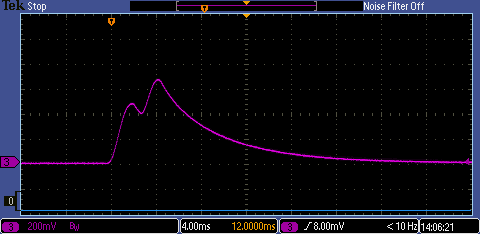 Tek Stop Noise Filter Off
T
T
3
0
3 200mV Bw 4.00ms 12.0000ms 3 8.00mV < 10 Hz 14:06:21